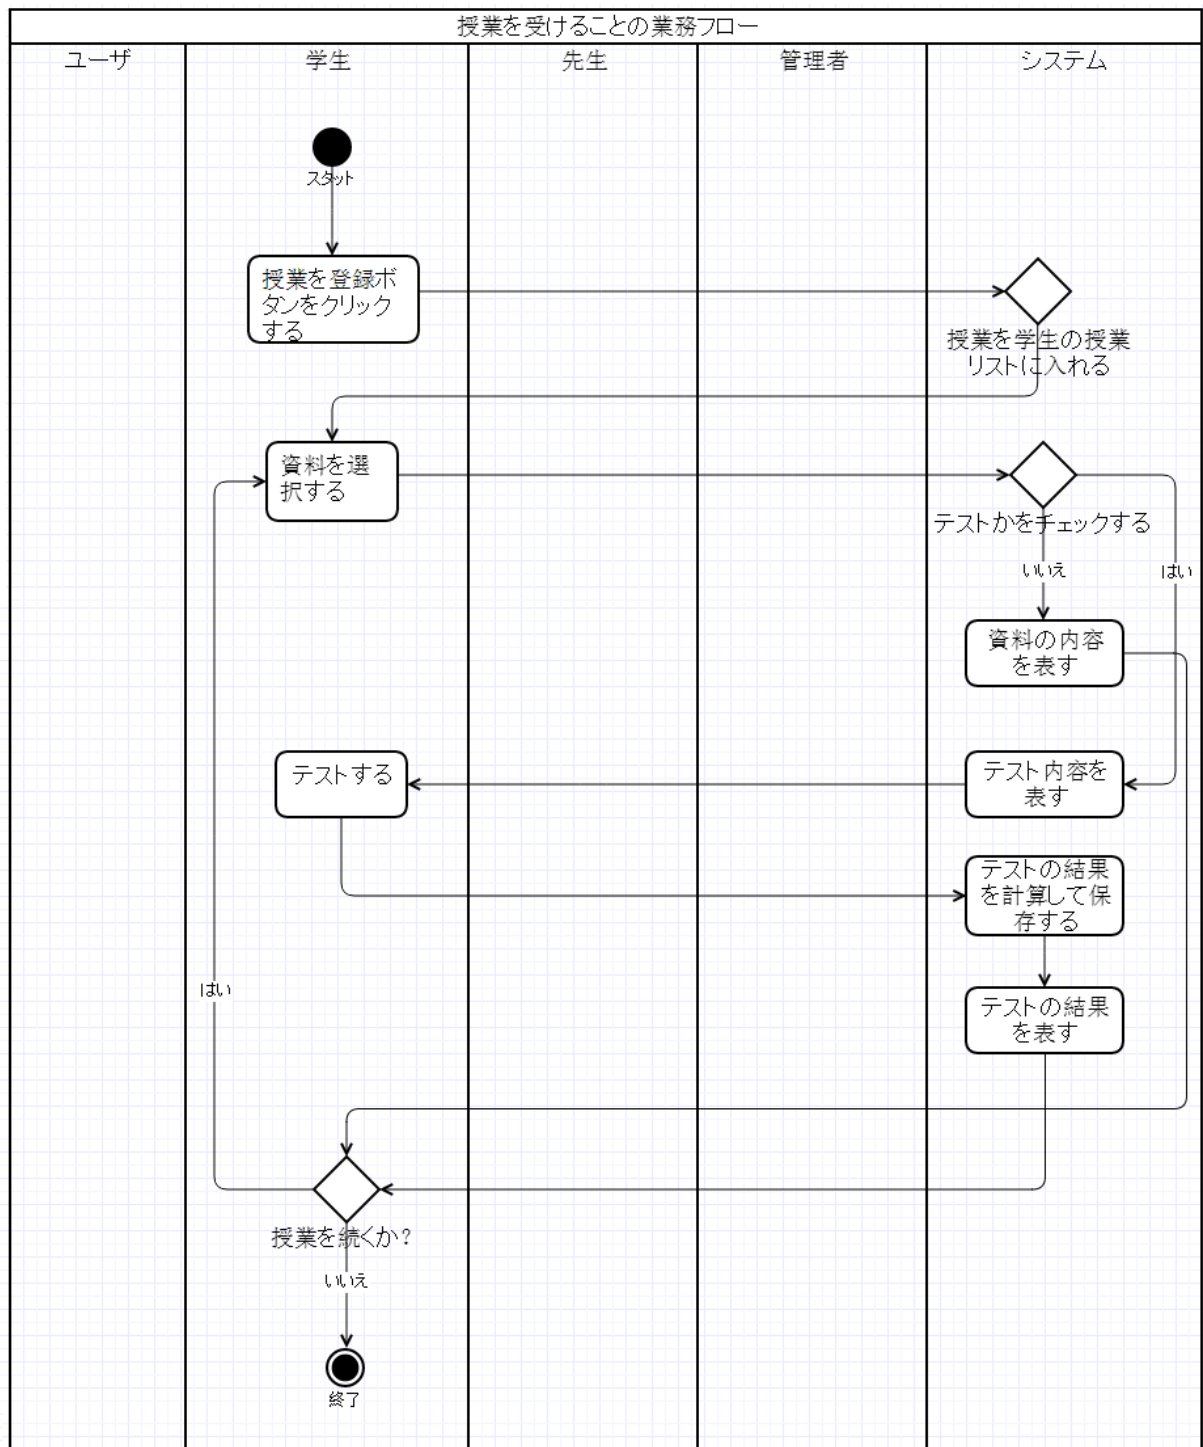 授業を受けることの業務フロー
ユーザ
学生
先生
管理者
システム
スタット
授業を登録ボ
タンをクリック
する
授業を学生の授業
リストに入れる
資料を選
択する
テストかをチェックする
いいえ
はい
資料の内容
を表す
テストする
テスト内容を
表す
テストの結果
を計算して保
存する
はい
テストの結果
を表す
授業を続くか?
いいえ
終了